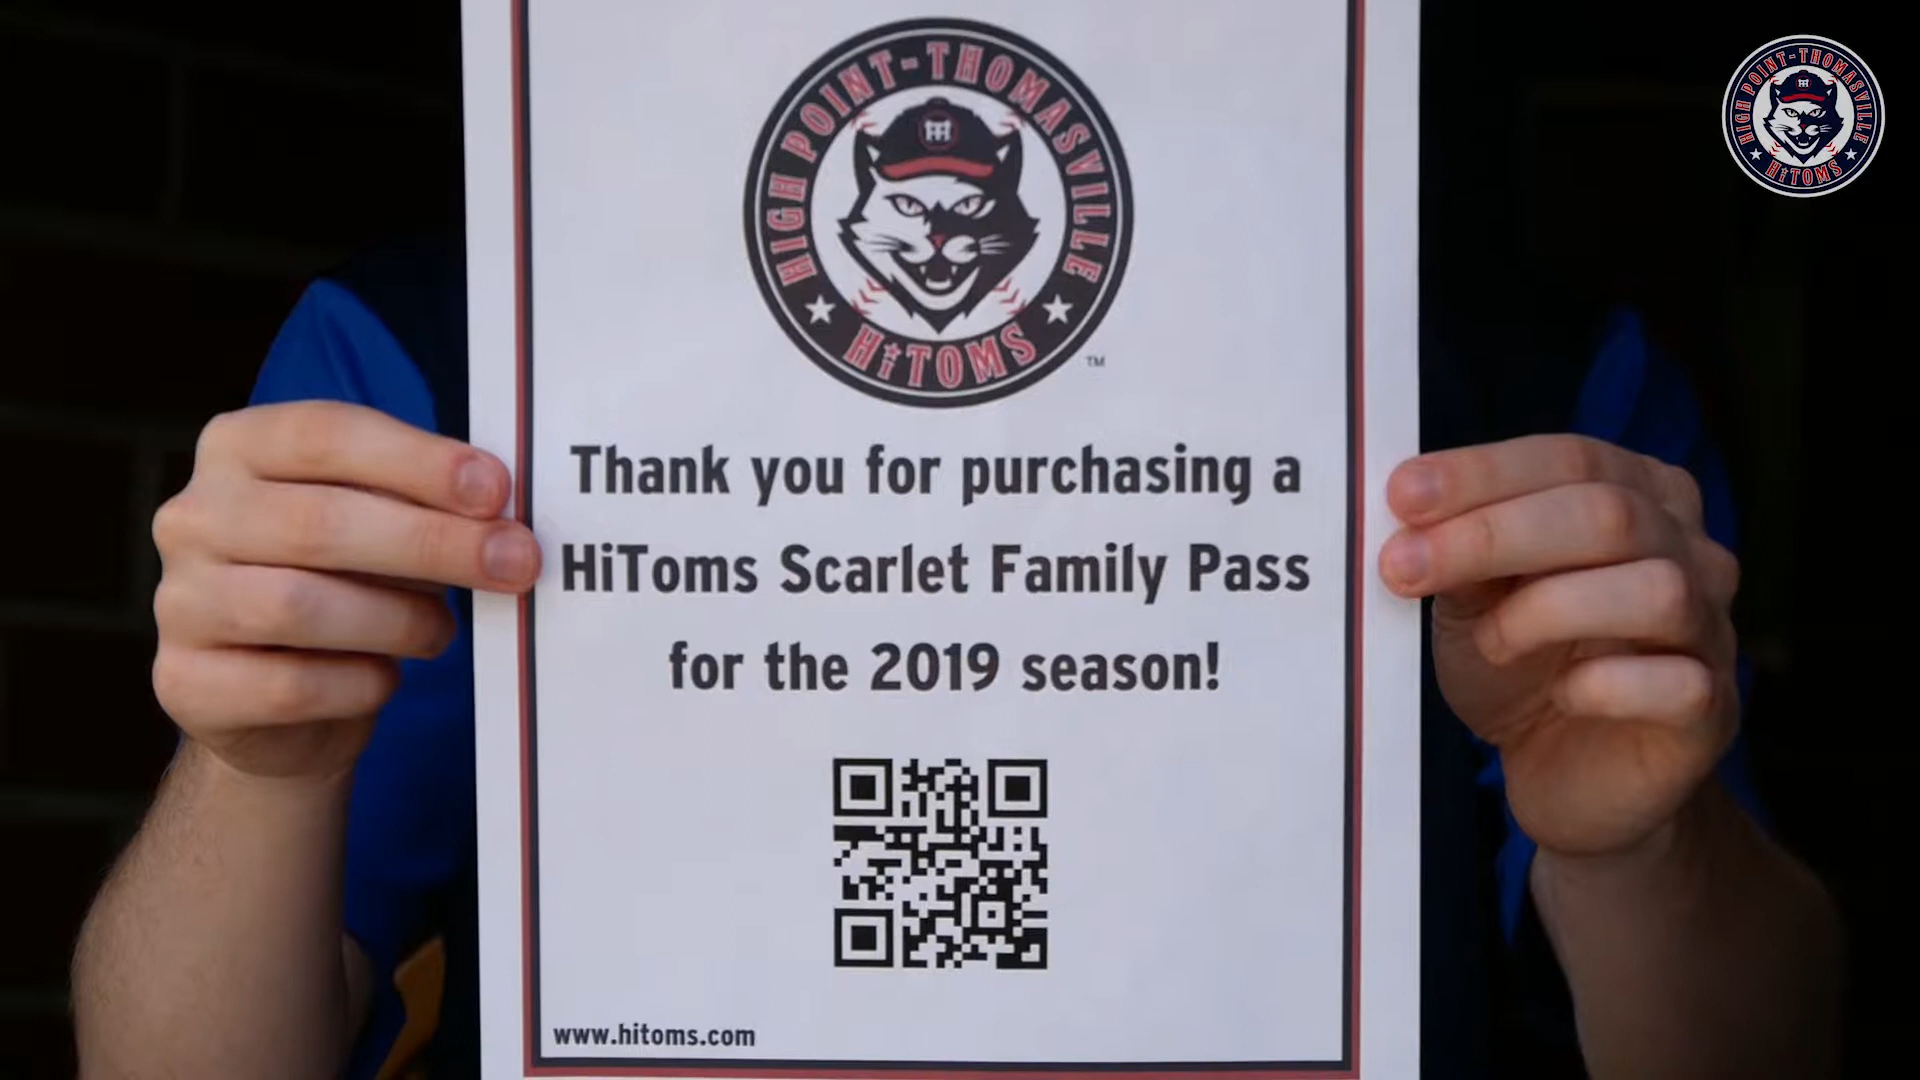 HIGH POINT-THOMASVILLE
HiTOMS
TM
Thank you for purchasing a
HiToms Scarlet Family Pass
for the 2019 season!
www.hitoms.com
HIGH POINT-THOMASVILLE
HiTOMS